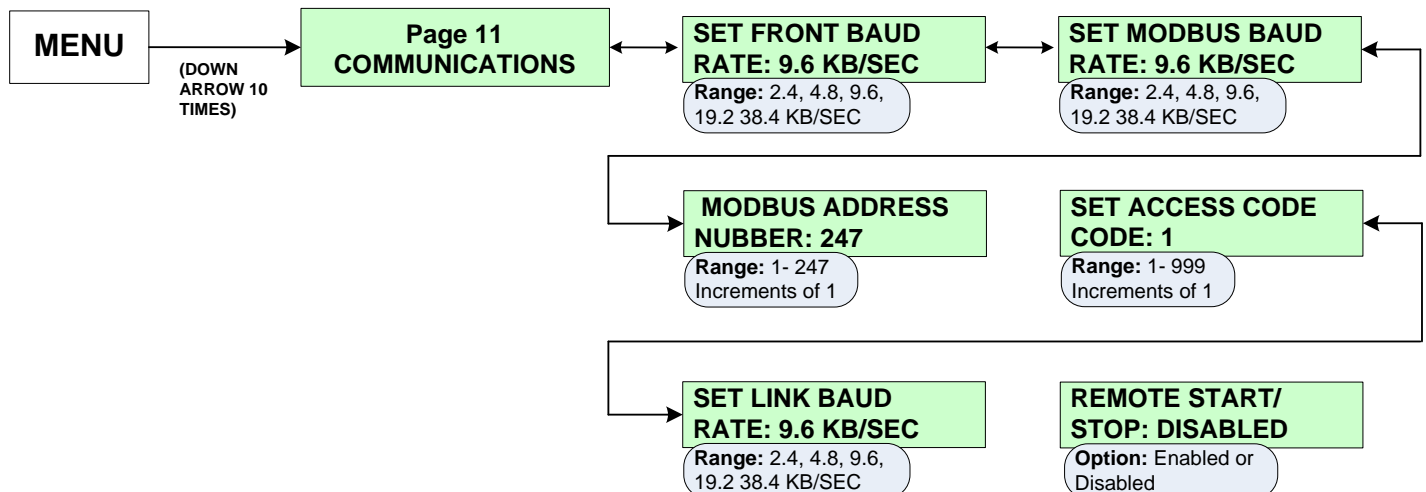 MENU
(DOWN
ARROW 10
TIMES)
Page 11
COMMUNICATIONS
SET FRONT BAUD
RATE: 9.6 KB/SEC
Range: 2.4, 4.8, 9.6,
19.2 38.4 KB/SEC
SET MODBUS BAUD
RATE: 9.6 KB/SEC
Range: 2.4, 4.8, 9.6,
19.2 38.4 KB/SEC
MODBUS ADDRESS
NUBBER: 247
Range: 1- 247
Increments of 1
SET ACCESS CODE
CODE: 1
Range: 1- 999
Increments of 1
SET LINK BAUD
RATE: 9.6 KB/SEC
Range: 2.4, 4.8, 9.6,
19.2 38.4 KB/SEC
REMOTE START/
STOP: DISABLED
Option: Enabled or
Disabled